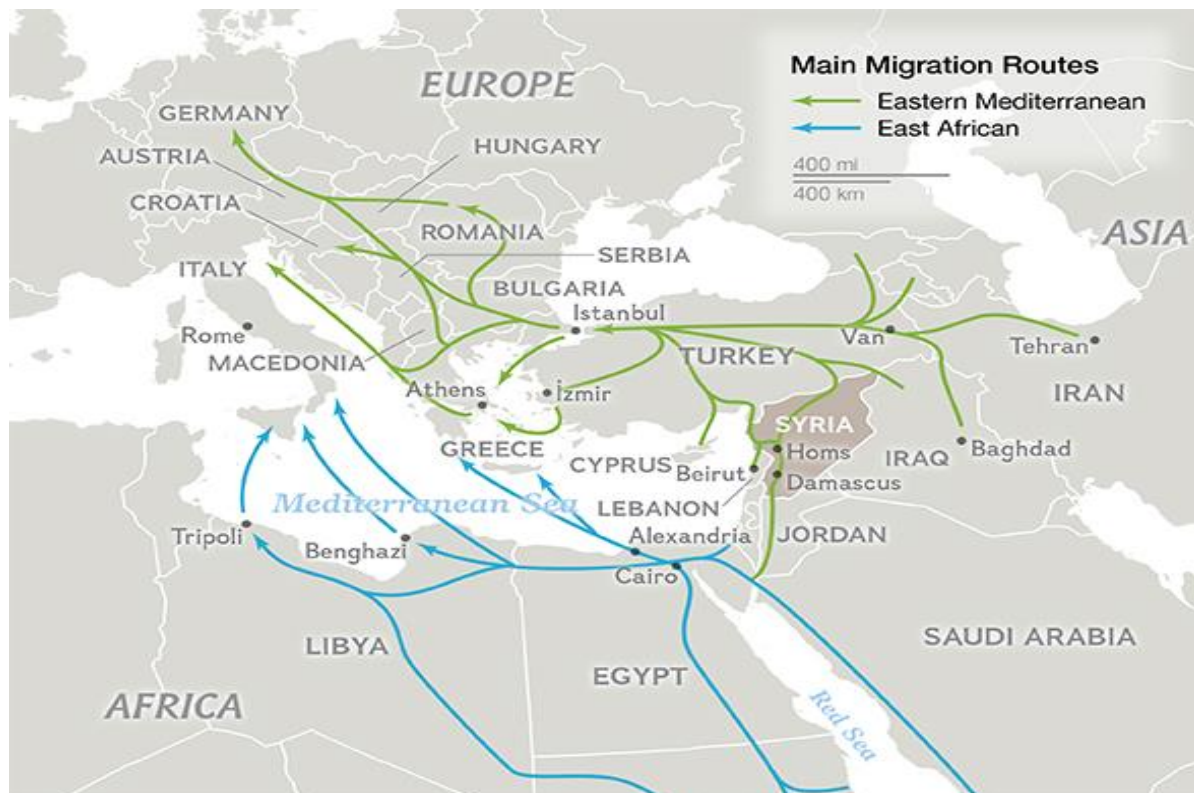 Main Migration Routes
Eastern Mediterranean
East African
400 mi
400 km
EUROPE
GERMANY
AUSTRIA
HUNGARY
CROATIA
ROMANIA
ASIA
ITALY
SERBIA
BULGARIA
Istanbul
Rome
MACEDONIA
TURKEY
Van
Tehran
Athens
İzmir
IRAN
SYRIA
GREECE
CYPRUS
Beirut
Homs
IRAQ
Baghdad
Damascus
Mediterranean Sea
LEBANON
Tripoli
Benghazi
Alexandria
JORDAN
Cairo
LIBYA
SAUDI ARABIA
EGYPT
AFRICA
Red Sea